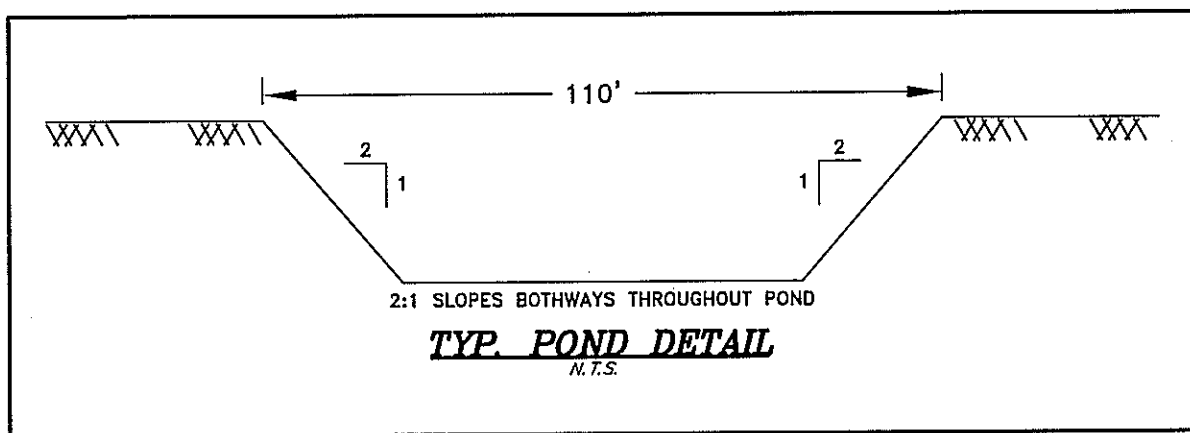 110'
2
1
2
1
2:1 SLOPES BOTHWAYS THROUGHOUT POND
TYP. POND DETAIL
N.T.S.